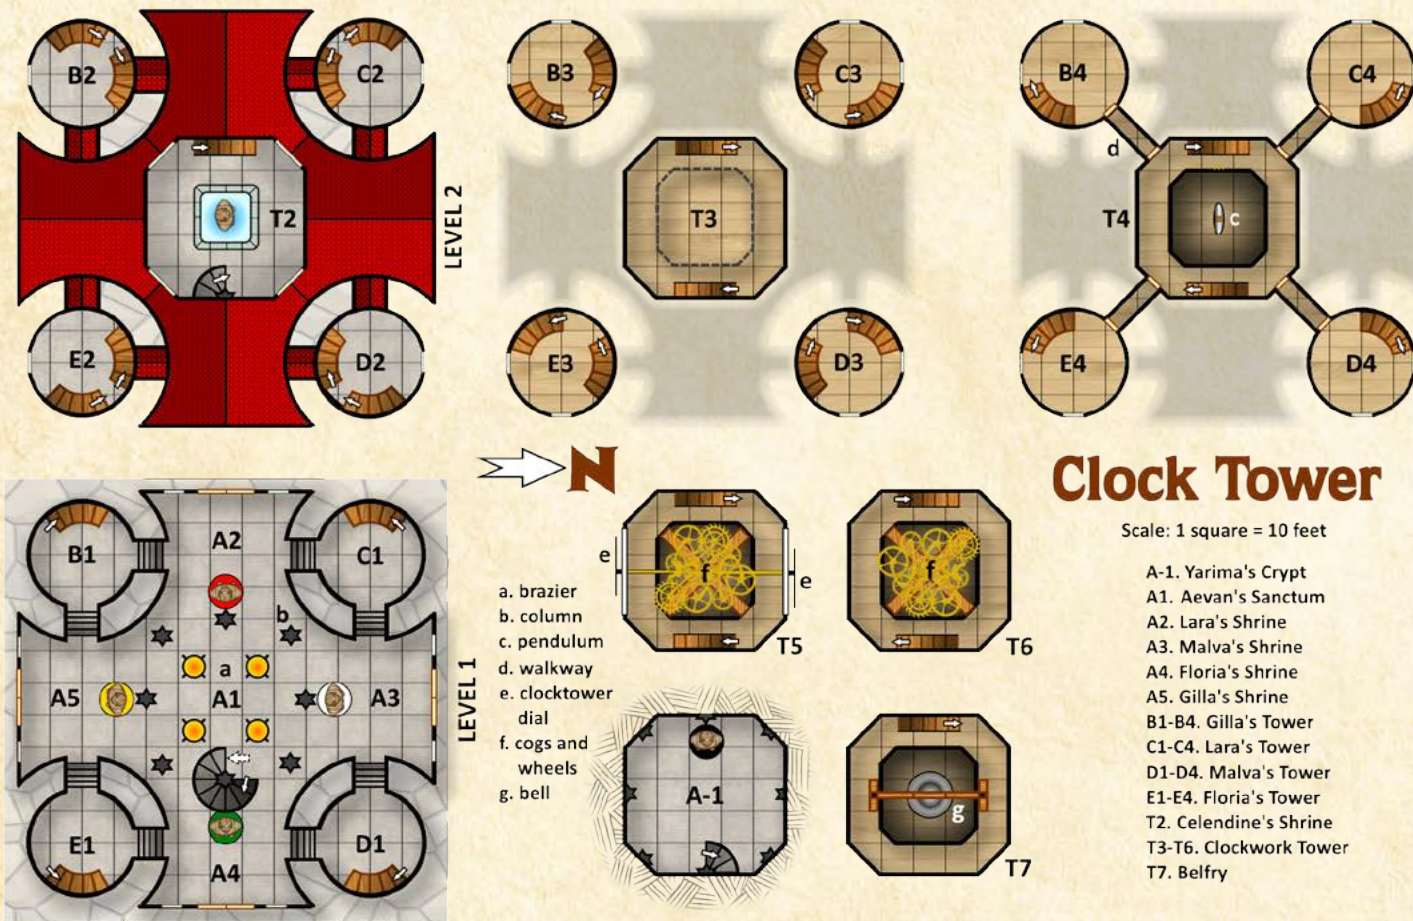 B2
C2
T2
E2
D2
LEVEL 2
B3
C3
T3
E3
D3
B4
C4
d
T4
c
E4
D4
N
Clock Tower
Scale: 1 square = 10 feet
A-1. Yarima's Crypt
A1. Aevan's Sanctum
A2. Lara's Shrine
A3. Malva's Shrine
A4. Floria's Shrine
A5. Gilla's Shrine
B1-B4. Gilla's Tower
C1-C4. Lara's Tower
D1-D4. Malva's Tower
E1-E4. Floria's Tower
T2. Celendine's Shrine
T3-T6. Clockwork Tower
T7. Belfry
B1
A2
C1
b
a
A5
A1
A3
E1
D1
A4
LEVEL 1
a. brazier
b. column
c. pendulum
d. walkway
e. clocktower
dial
f. cogs and
wheels
g. bell
e
f
e
T5
f
T6
A-1
g
T7